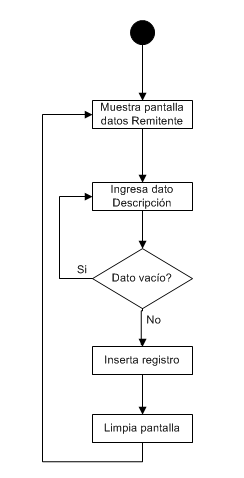 Muestra pantalla
datos Remitente
Ingresa dato
Descripción
Si
Dato vacío?
No
Inserta registro
Limpia pantalla